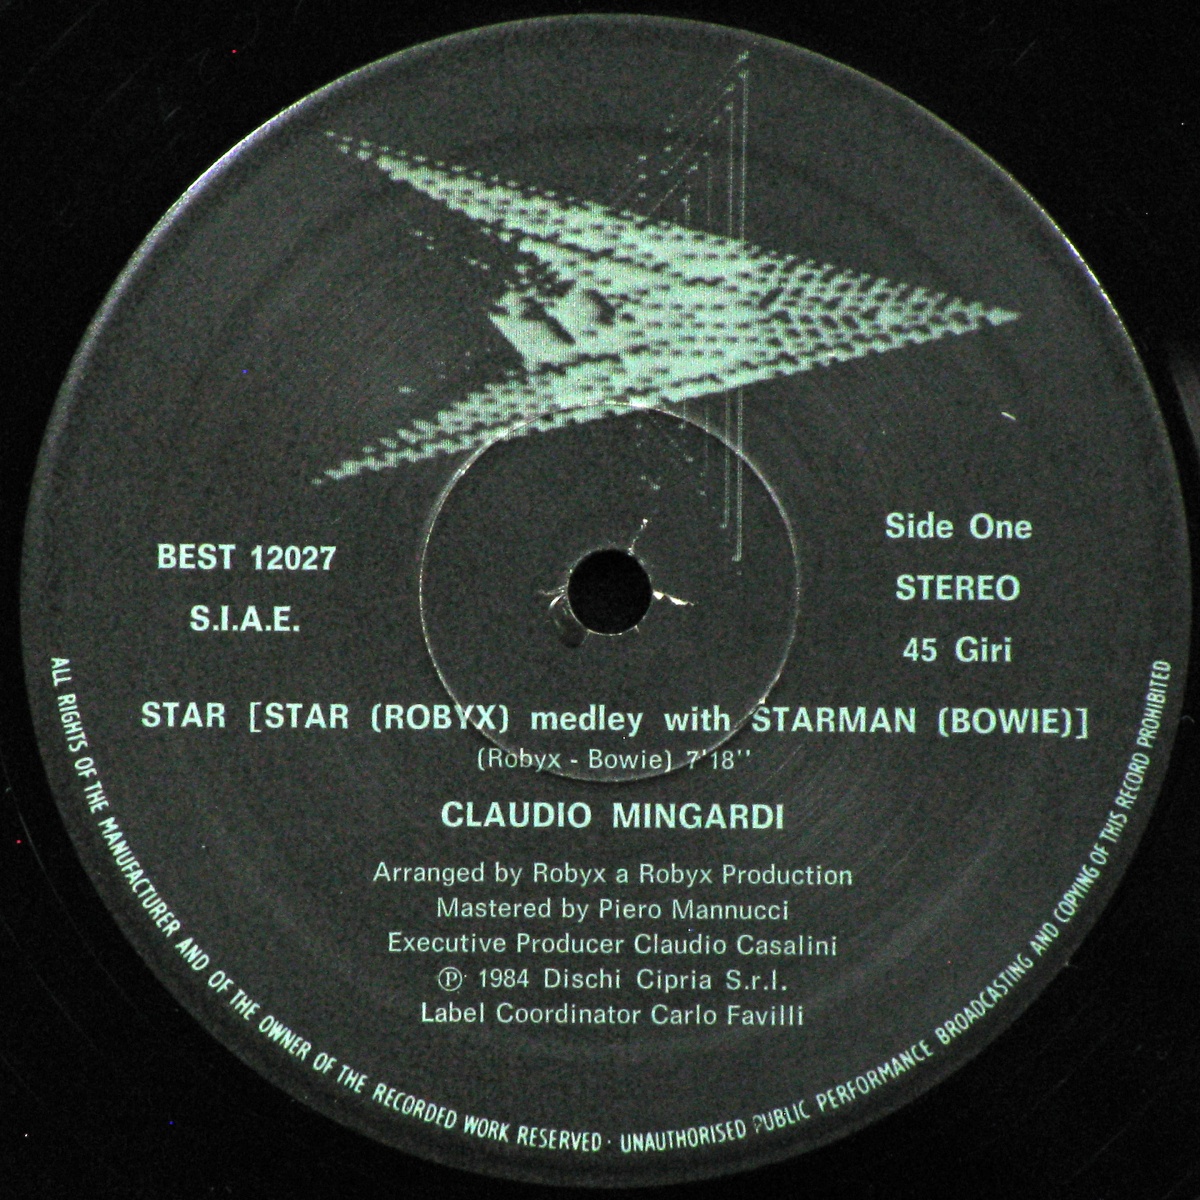 BEST 12027
S.I.A.E.
Side One
STEREO
45 Giri
STAR [STAR (ROBYX) medley with STARMAN (BOWIE)]
(Robyx - Bowie) 7'18''
CLAUDIO MINGARDI
Arranged by Robyx a Robyx Production
Mastered by Piero Mannucci
Executive Producer Claudio Casalini
℗ 1984 Dischi Cipria S.r.l.
Label Coordinator Carlo Favilli
ALL RIGHTS OF THE MANUFACTURER AND OF THE OWNER OF THE RECORDED WORK RESERVED · UNAUTHORISED PUBLIC PERFORMANCE BROADCASTING AND COPYING OF THIS RECORD PROHIBITED